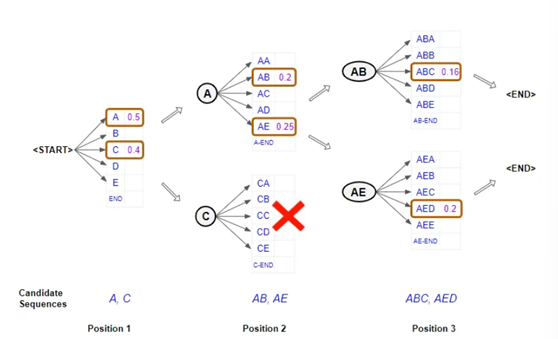 <START>
A 0.5
B
C 0.4
D
E
END
A
AA
AB 0.2
AC
AD
AE 0.25
A-END
C
CA
CB
CC
CD
CE
C-END
AB
ABA
ABB
ABC 0.16
ABD
ABE
AB-END
<END>
AE
AEA
AEB
AEC
AED 0.2
AEE
AE-END
<END>
Candidate
Sequences
A, C
AB, AE
ABC, AED
Position 1
Position 2
Position 3